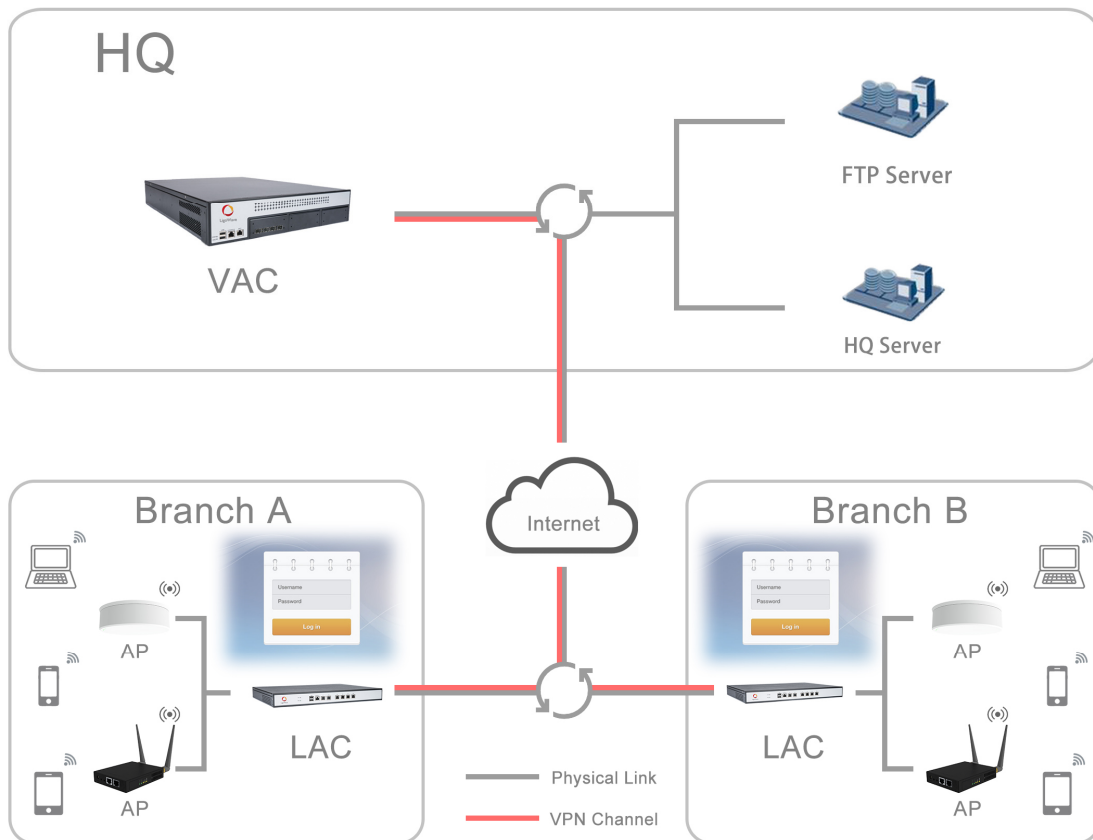 HQ
FTP Server
VAC
HQ Server
Internet
Branch A
Username
Password
Log in
AP
LAC
AP
Branch B
Username
Password
Log in
AP
LAC
AP
Physical Link
VPN Channel